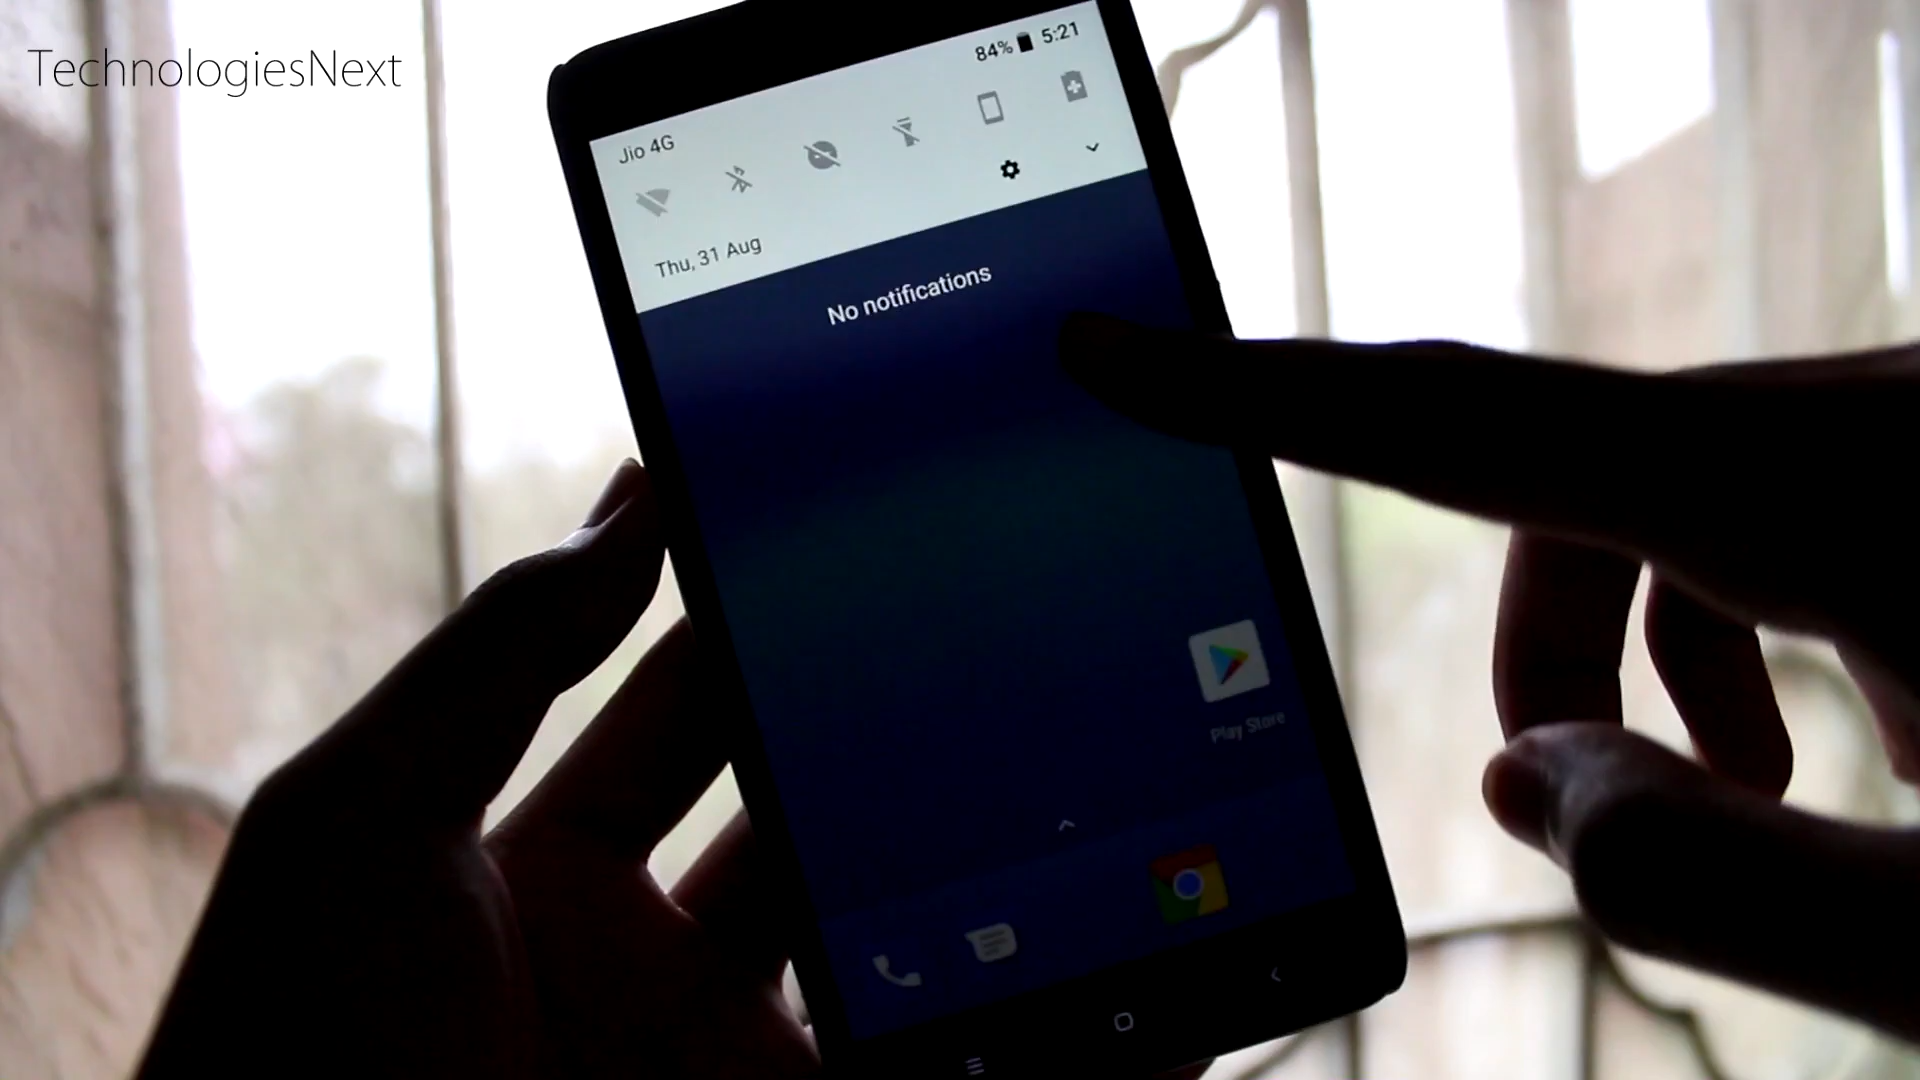 TechnologiesNext
84% 5:21
Jio 4G
Thu, 31 Aug
No notifications
Play Store